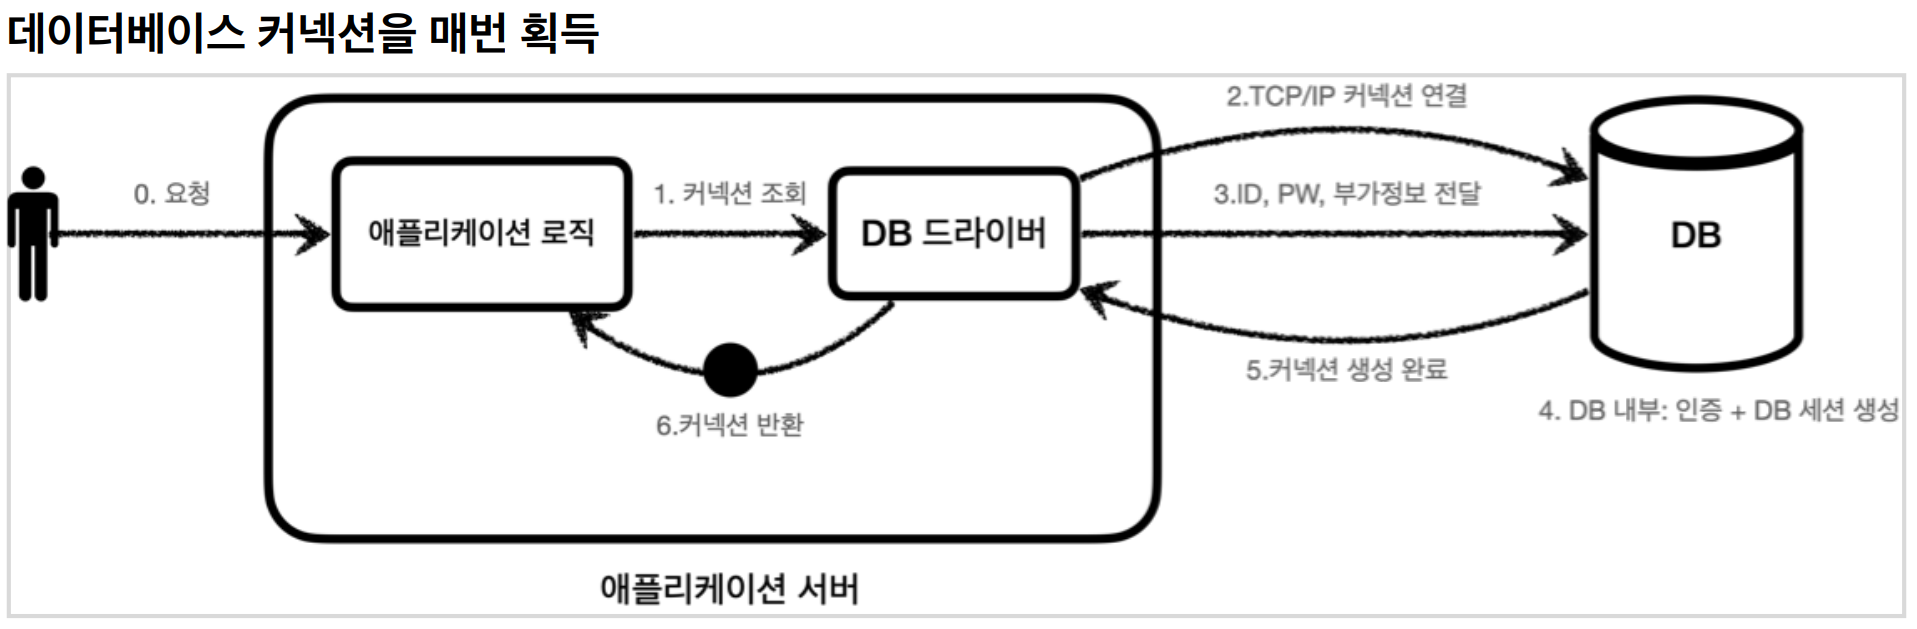 데이터베이스 커넥션을 매번 획득
2.TCP/IP 커넥션 연결
0. 요청
1. 커넥션 조회
3.ID, PW, 부가정보 전달
애플리케이션 로직
DB 드라이버
DB
5.커넥션 생성 완료
4. DB 내부: 인증 + DB 세션 생성
6.커넥션 반환
애플리케이션 서버